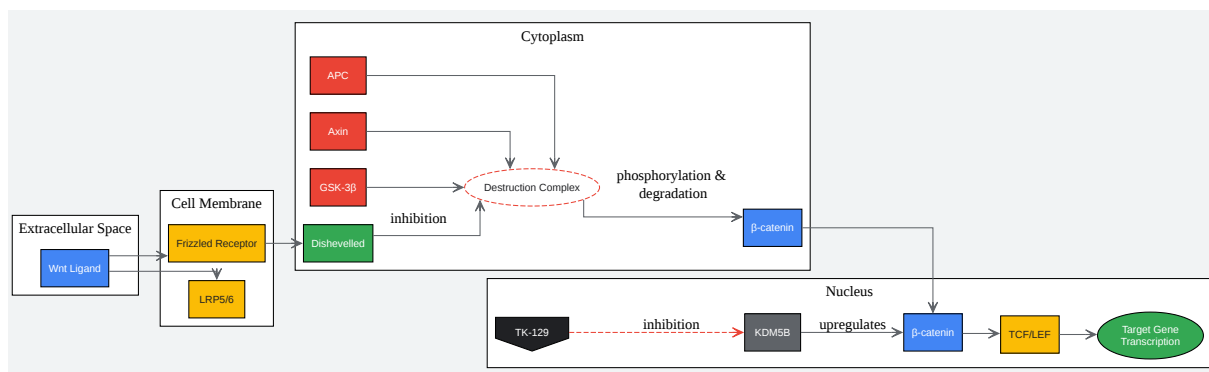 Cytoplasm
APC
Axin
GSK-3β
Destruction Complex
phosphorylation &
degradation
inhibition
Dishevelled
β-catenin
Cell Membrane
Frizzled Receptor
LRP5/6
Extracellular Space
Wnt Ligand
Nucleus
TK-129
inhibition
KDM5B
upregulates
β-catenin
TCF/LEF
Target Gene
Transcription